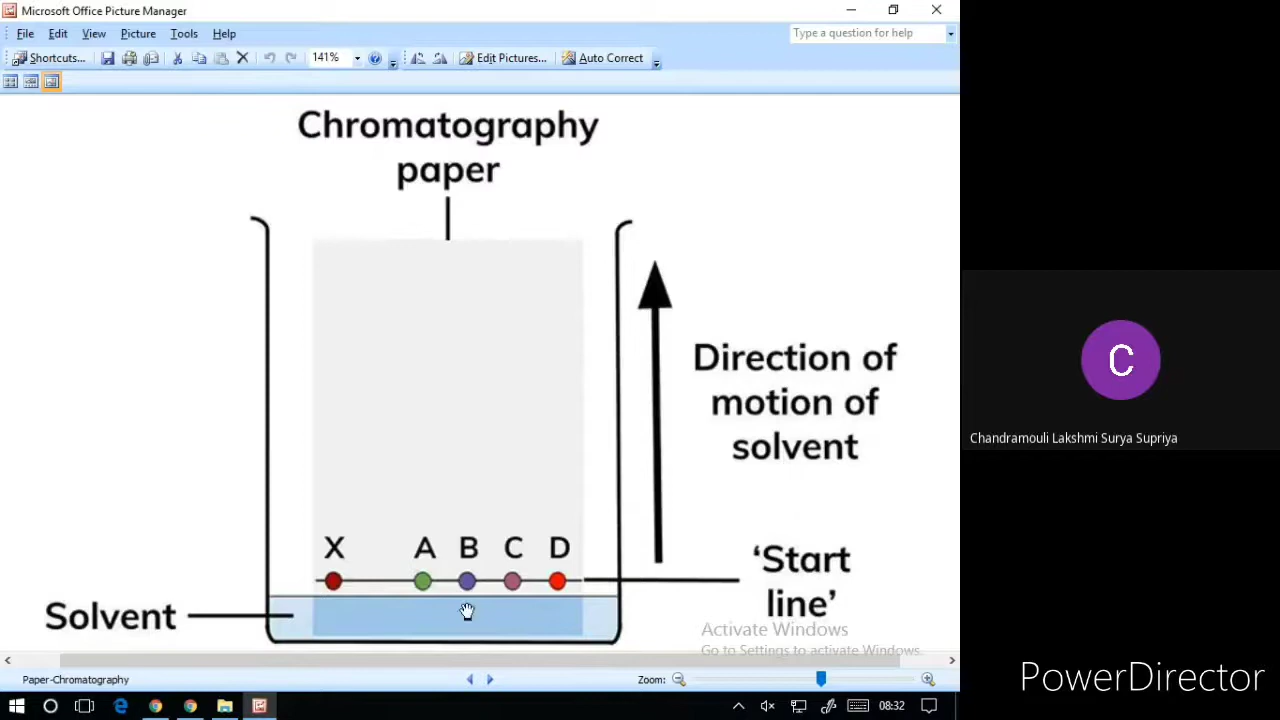 Microsoft Office Picture Manager
File Edit View Picture Tools Help
Type a question for help
Shortcuts...
141%
Edit Pictures...
Auto Correct
Chromatography
paper
Direction of
motion of
solvent
X A B C D
'Start
line'
Solvent
Activate Windows
Go to Settings to activate Windows.
Paper-Chromatography
Zoom:
08:32
C
Chandramouli Lakshmi Surya Supriya
PowerDirector